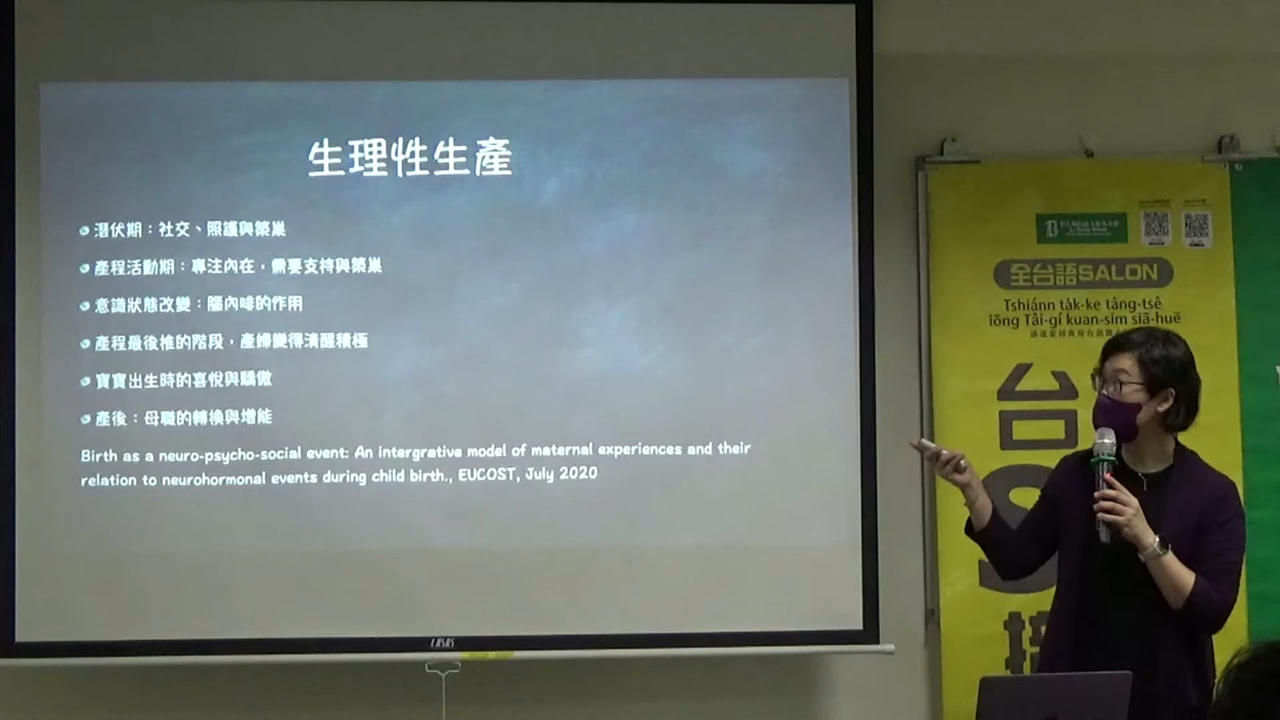 生理性生產
潛伏期：社交、照護與築巢
產程活動期：專注內在，需要支持與築巢
意識狀態改變：腦內啡的作用
產程最後推的階段，產婦變得清醒積極
寶寶出生時的喜悅與驕傲
產後：母職的轉換與增能
Birth as a neuro-psycho-social event: An intergrative model of maternal experiences and their
relation to neurohormonal events during child birth., EUCOST, July 2020
全台語SALON
Tshiánn ta̍k-ke tâng-tsê
iōng Tâi-gí kuan-sim siā-huē